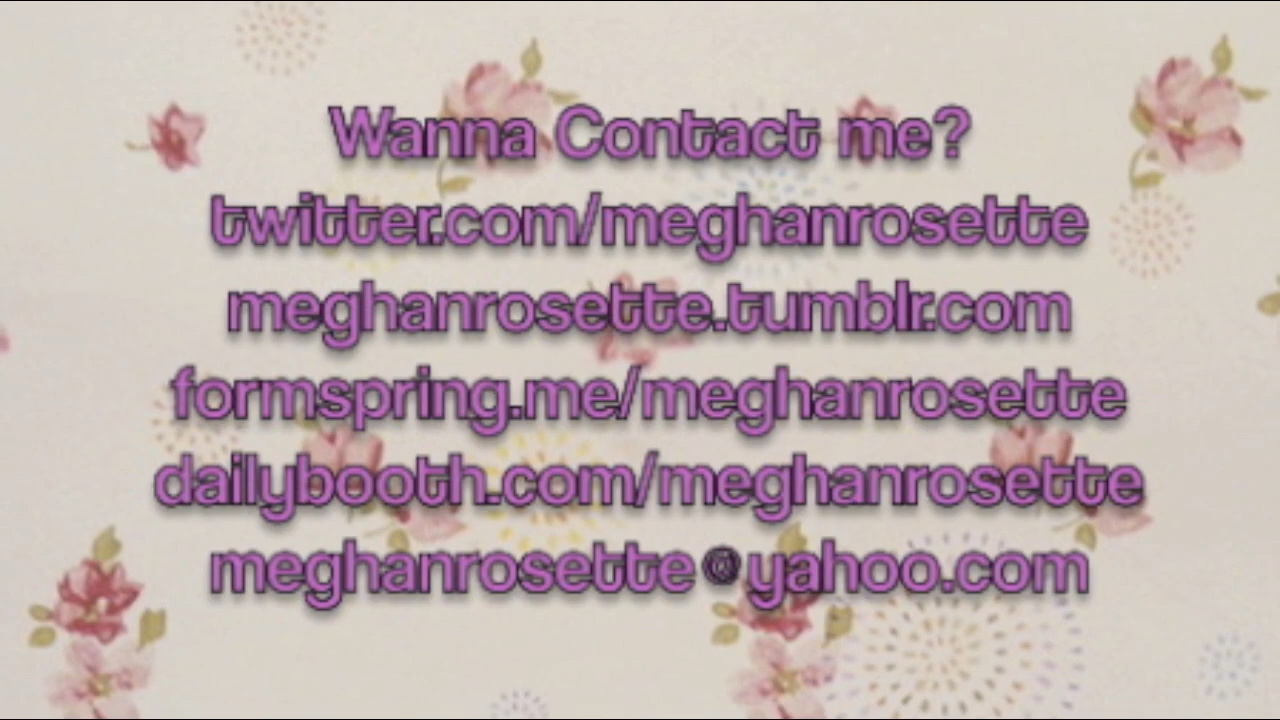 Wanna Contact me?
twitter.com/meghanrosette
meghanrosette.tumblr.com
formspring.me/meghanrosette
dailybooth.com/meghanrosette
meghanrosette@yahoo.com